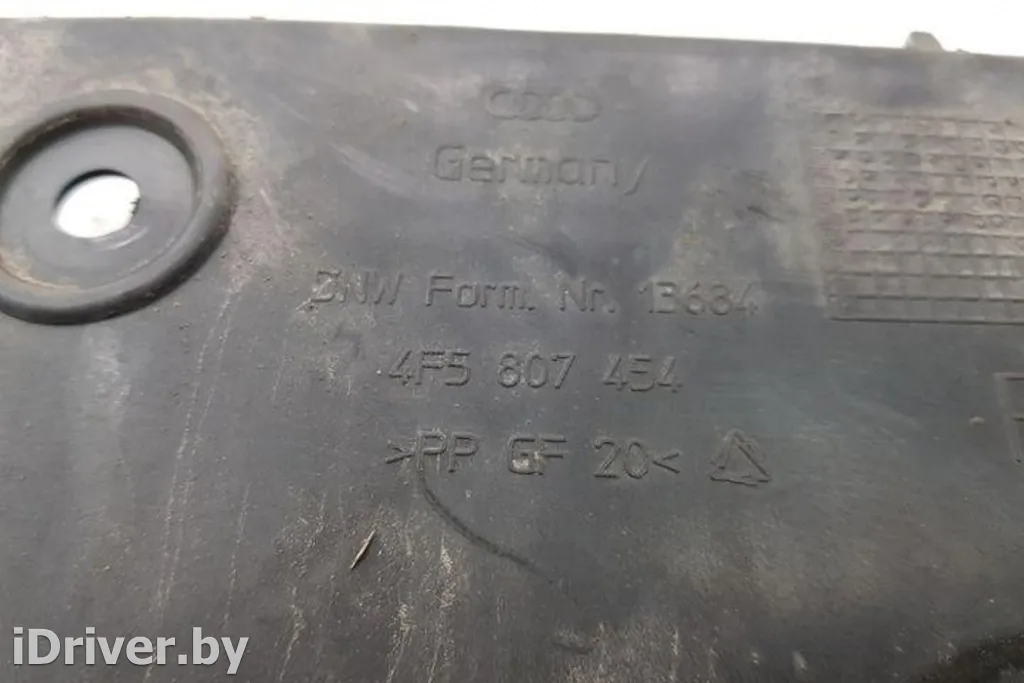 Germany
BNW Form. Nr. 13684
4F5 807 454
>PP GF 20<
iDriver.by